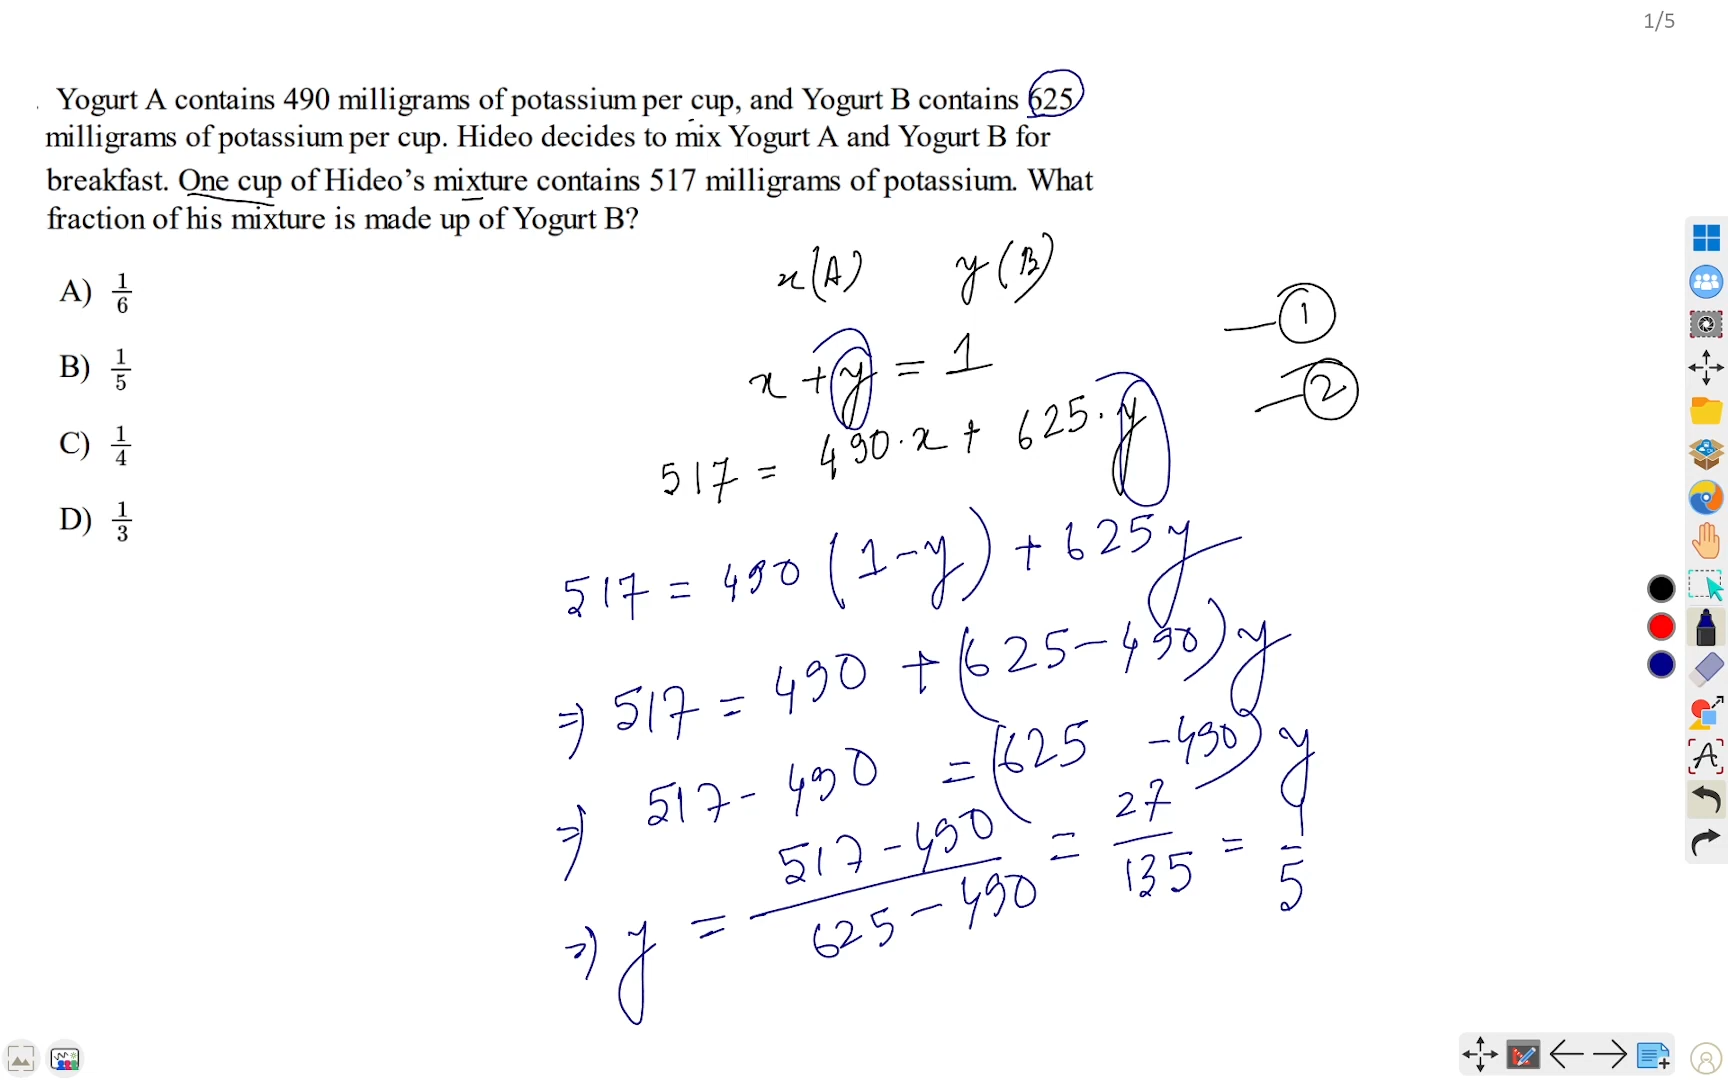 1/5
Yogurt A contains 490 milligrams of potassium per cup, and Yogurt B contains 625
milligrams of potassium per cup. Hideo decides to mix Yogurt A and Yogurt B for
breakfast. One cup of Hideo’s mixture contains 517 milligrams of potassium. What
fraction of his mixture is made up of Yogurt B?
A) 1/6
B) 1/5
C) 1/4
D) 1/3
x(A) y(B)
x + y = 1 —①
517 = 490·x + 625·y —②
517 = 490 (1-y) + 625y
⇒ 517 = 490 + (625-490)y
⇒ 517-490 = (625-490)y
⇒ y = 517-490/625-490 = 27/135 = 1/5